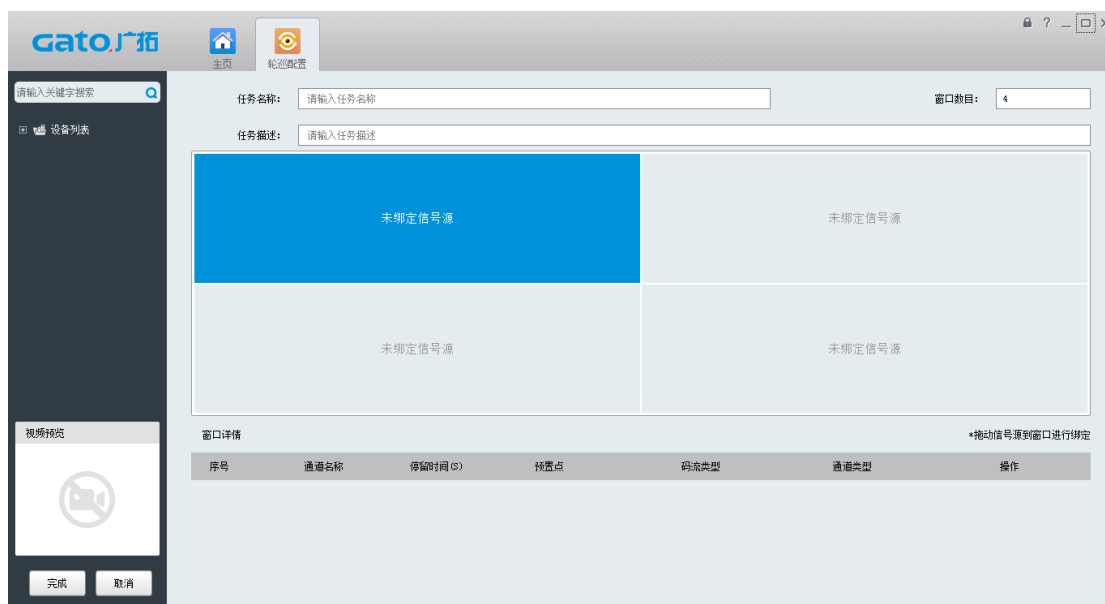 Gato广拓
主页
轮巡配置
?
请输入关键字搜索
设备列表
任务名称: 请输入任务名称
窗口数目: 4
任务描述: 请输入任务描述
未绑定信号源 未绑定信号源
未绑定信号源 未绑定信号源
视频预览
窗口详情 *拖动信号源到窗口进行绑定
序号 通道名称 停留时间(S) 预置点 码流类型 通道类型 操作
完成 取消